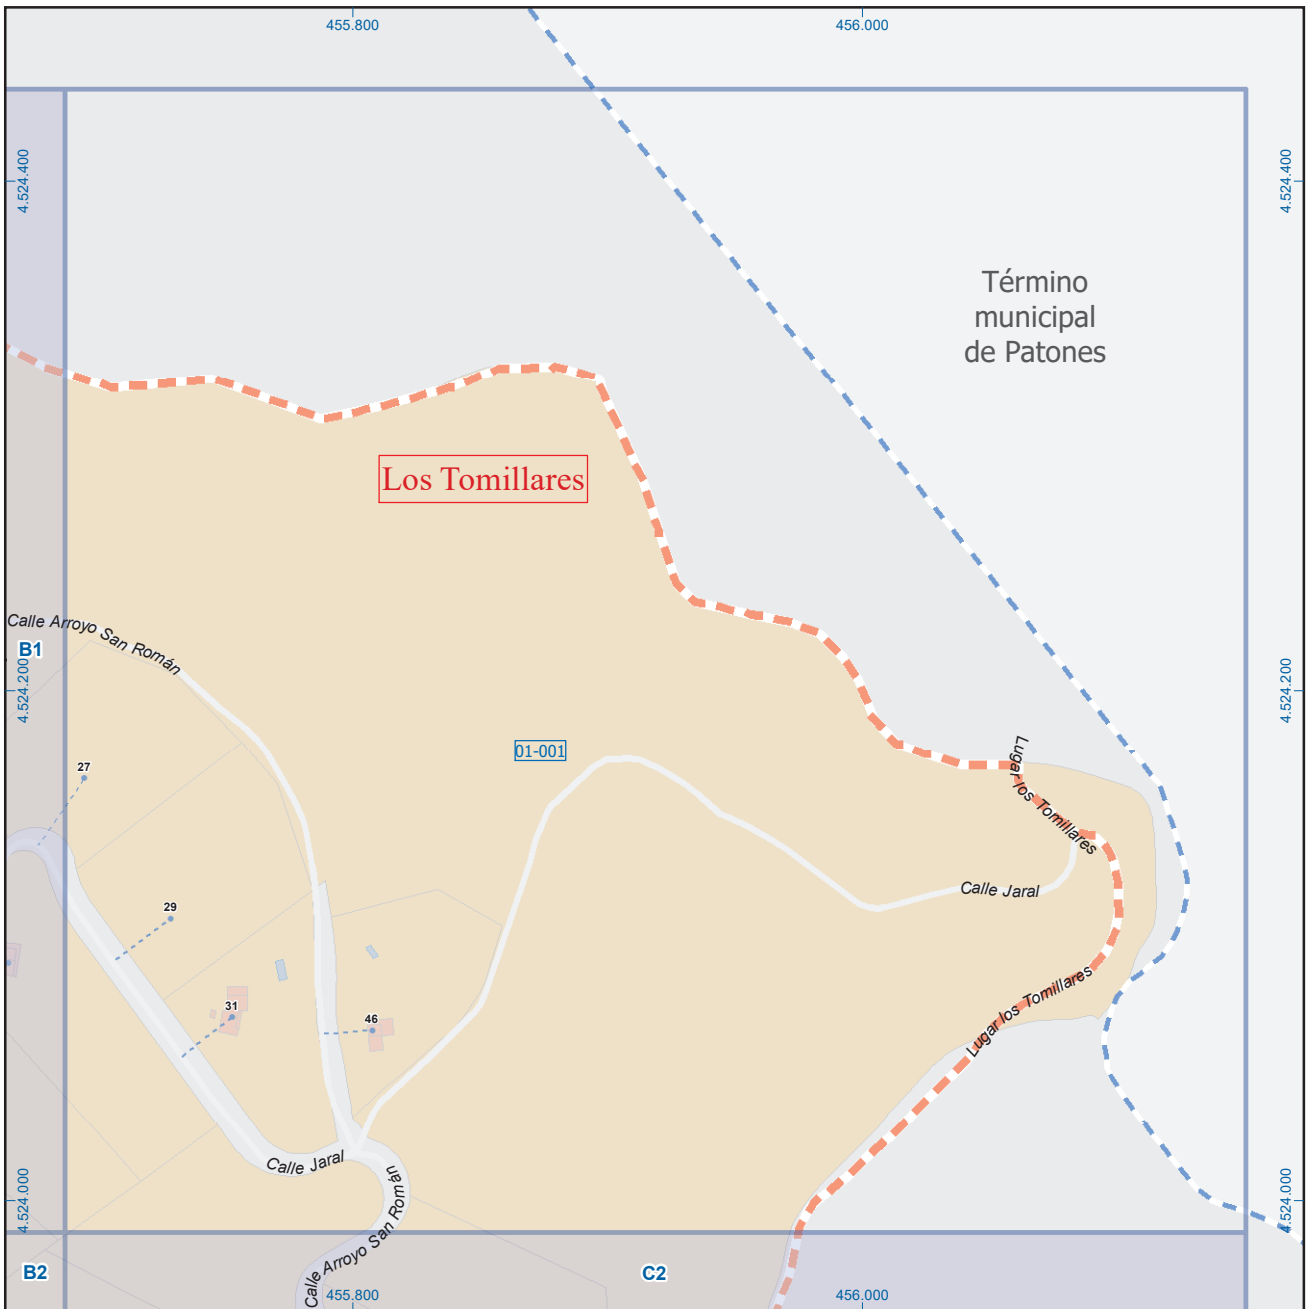 455.800
456.000
4.524.400
4.524.400
Término
municipal
de Patones
Los Tomillares
Calle Arroyo San Román
B1
4.524.200
4.524.200
01-001
Lugar los Tomillares
27
Calle Jaral
29
31
46
Lugar los Tomillares
Calle Jaral
Calle Arroyo San Román
4.524.000
4.524.000
B2
C2
455.800
456.000